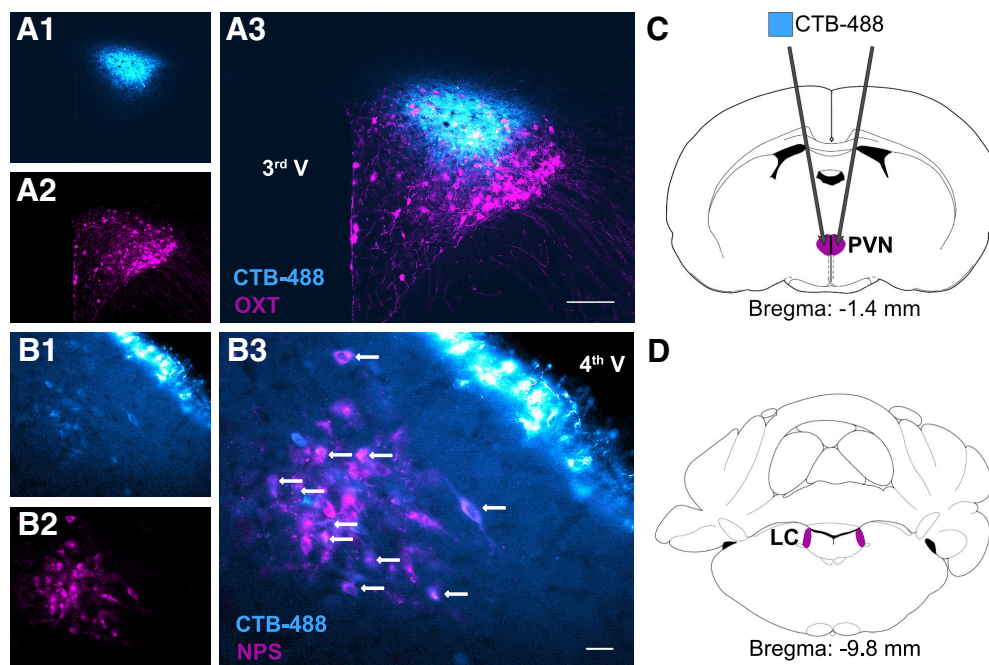 A1
A2
A3
3rd V
CTB-488
OXT
B1
B2
B3
4th V
CTB-488
NPS
C
CTB-488
PVN
Bregma: -1.4 mm
D
LC
Bregma: -9.8 mm